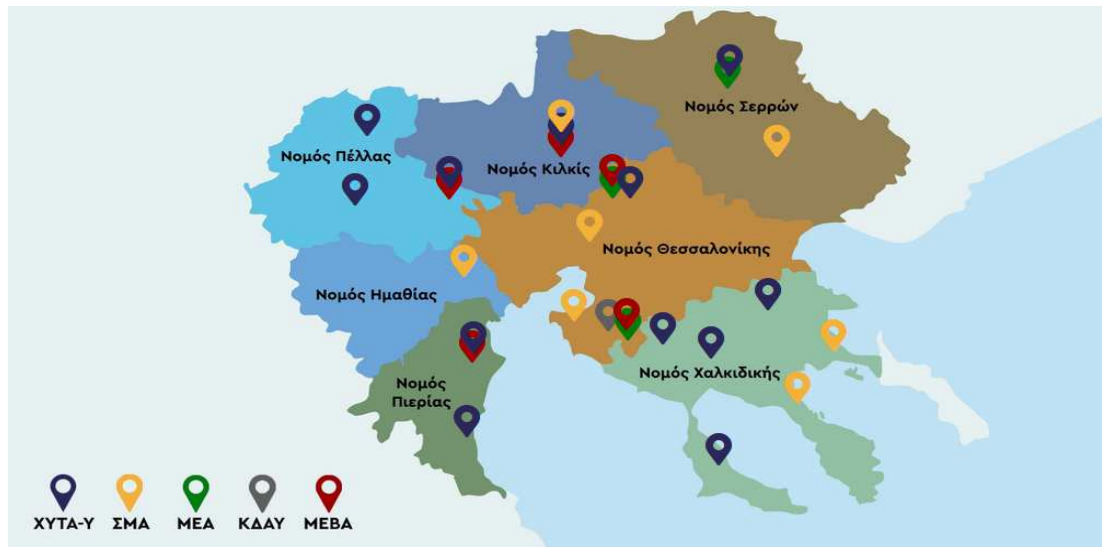 Νομός Σερρών
Νομός Πέλλας
Νομός Κιλκίς
Νομός Θεσσαλονίκης
Νομός Ημαθίας
Νομός Χαλκιδικής
Νομός
Πιερίας
ΧΥΤΑ-Υ ΣΜΑ ΜΕΑ ΚΔΑΥ ΜΕΒΑ